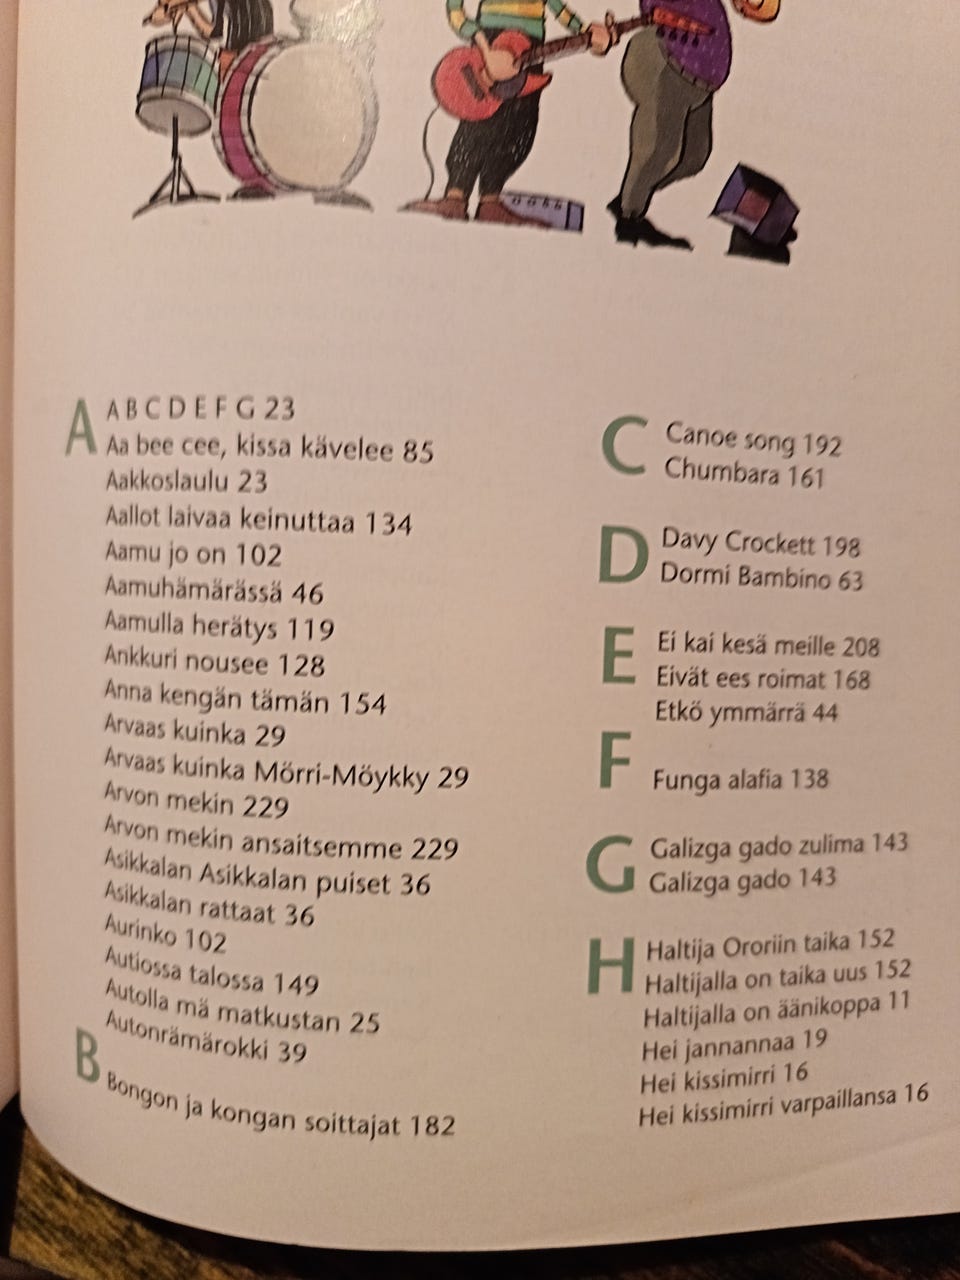 A
A B C D E F G 23
Aa bee cee, kissa kävelee 85
Aakkoslaulu 23
Aallot laivaa keinuttaa 134
Aamu jo on 102
Aamuhämärässä 46
Aamulla herätys 119
Ankkuri nousee 128
Anna kengän tämän 154
Arvaas kuinka 29
Arvaas kuinka Mörri-Möykky 29
Arvon mekin 229
Arvon mekin ansaitsemme 229
Asikkalan Asikkalan puiset 36
Asikkalan rattaat 36
Aurinko 102
Autiossa talossa 149
Autolla mä matkustan 25
Autonrämärokki 39
B
Bongon ja kongan soittajat 182
C
Canoe song 192
Chumbara 161
D
Davy Crockett 198
Dormi Bambino 63
E
Ei kai kesä meille 208
Eivät ees roimat 168
Etkö ymmärrä 44
F
Funga alafia 138
G
Galizga gado zulima 143
Galizga gado 143
H
Haltija Ororiin taika 152
Haltijalla on taika uus 152
Haltijalla on äänikoppa 11
Hei jannannaa 19
Hei kissimirri 16
Hei kissimirri varpaillansa 16